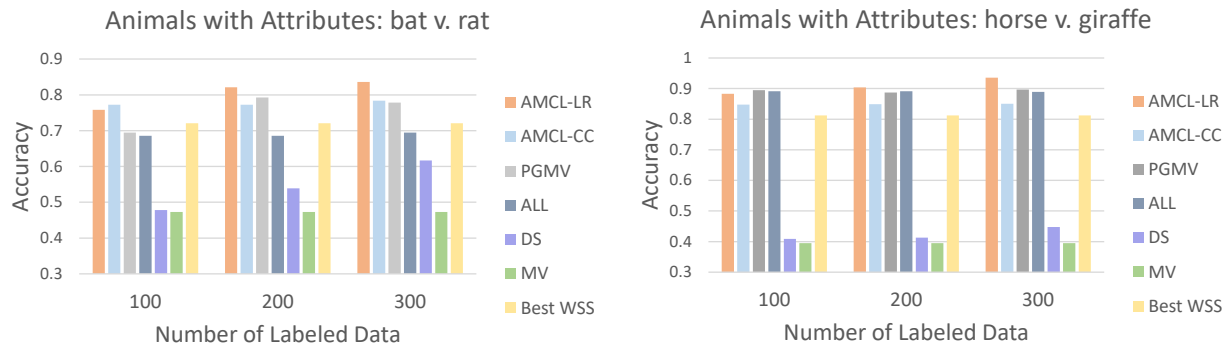 Animals with Attributes: bat v. rat
0.9
0.8
0.7
0.6
0.5
0.4
0.3
Accuracy
100
200
300
Number of Labeled Data
AMCL-LR
AMCL-CC
PGMV
ALL
DS
MV
Best WSS
Animals with Attributes: horse v. giraffe
1
0.9
0.8
0.7
0.6
0.5
0.4
0.3
Accuracy
100
200
300
Number of Labeled Data
AMCL-LR
AMCL-CC
PGMV
ALL
DS
MV
Best WSS